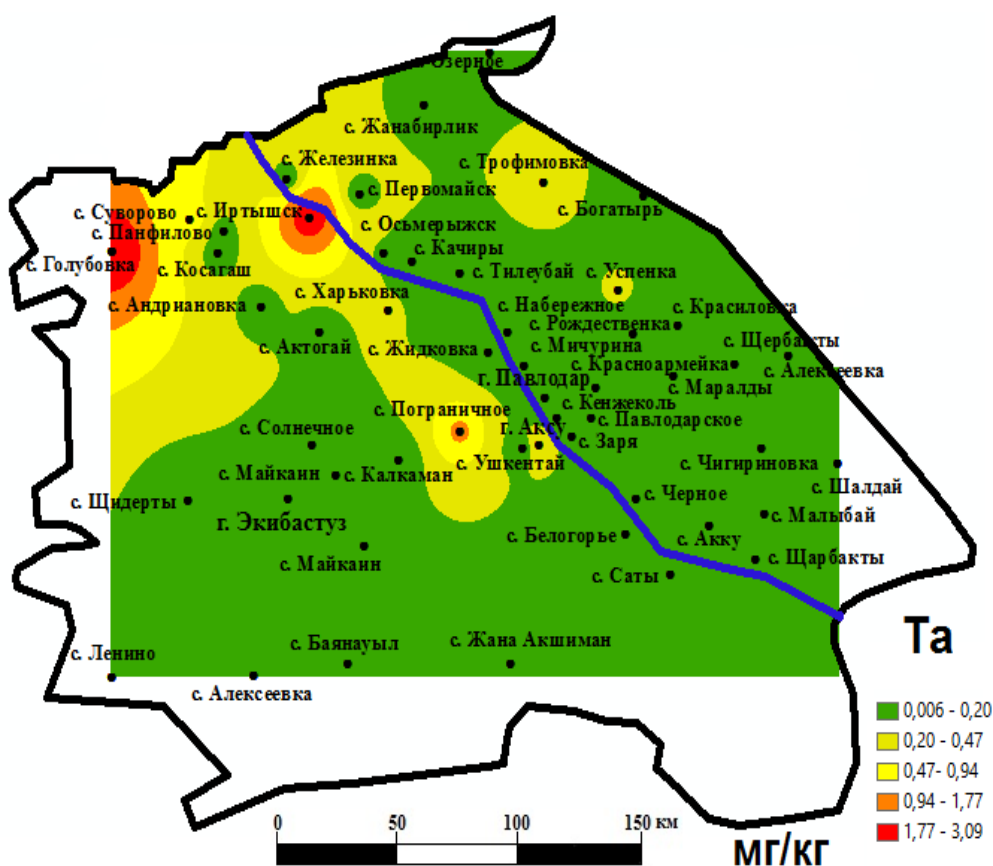 Озерное
с. Жанабирлик
с. Железинка
с. Трофимовка
с. Первомайск
с. Суворово
с. Иртышск
с. Богатырь
с. Панфилово
с. Осьмерыжск
с. Качиры
с. Голубовка
с. Косагаш
с. Тилеубай
с. Успенка
с. Харьковка
с. Андриановка
с. Набережное
с. Красиловка
с. Рождественка
с. Актогай
с. Жидковка
с. Мичурина
с. Щербакты
с. Красноармейка
с. Алексеевка
г. Павлодар
с. Маралды
с. Кенжеколь
с. Пограничное
с. Павлодарское
с. Солнечное
г. Аксу
с. Заря
с. Майкаин
с. Калкаман
с. Ушкентай
с. Чигириновка
с. Шалдай
с. Щидерты
с. Черное
г. Экибастуз
с. Малыбай
с. Белогорье
с. Акку
с. Майкаин
с. Щарбакты
с. Саты
с. Ленино
с. Баянауыл
с. Жана Акшиман
с. Алексеевка
Ta
0,006 - 0,20
0,20 - 0,47
0,47- 0,94
0,94 - 1,77
1,77 - 3,09
0 50 100 150 км
мг/кг